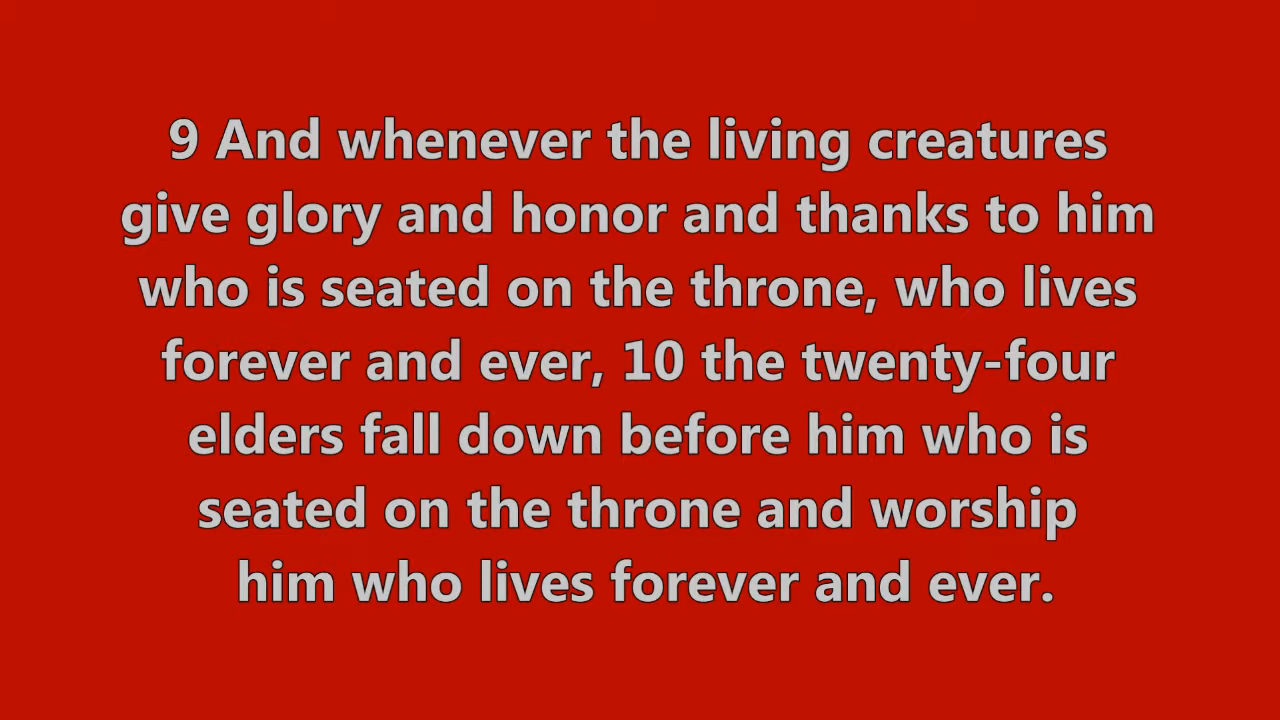 9 And whenever the living creatures
give glory and honor and thanks to him
who is seated on the throne, who lives
forever and ever, 10 the twenty-four
elders fall down before him who is
seated on the throne and worship
him who lives forever and ever.